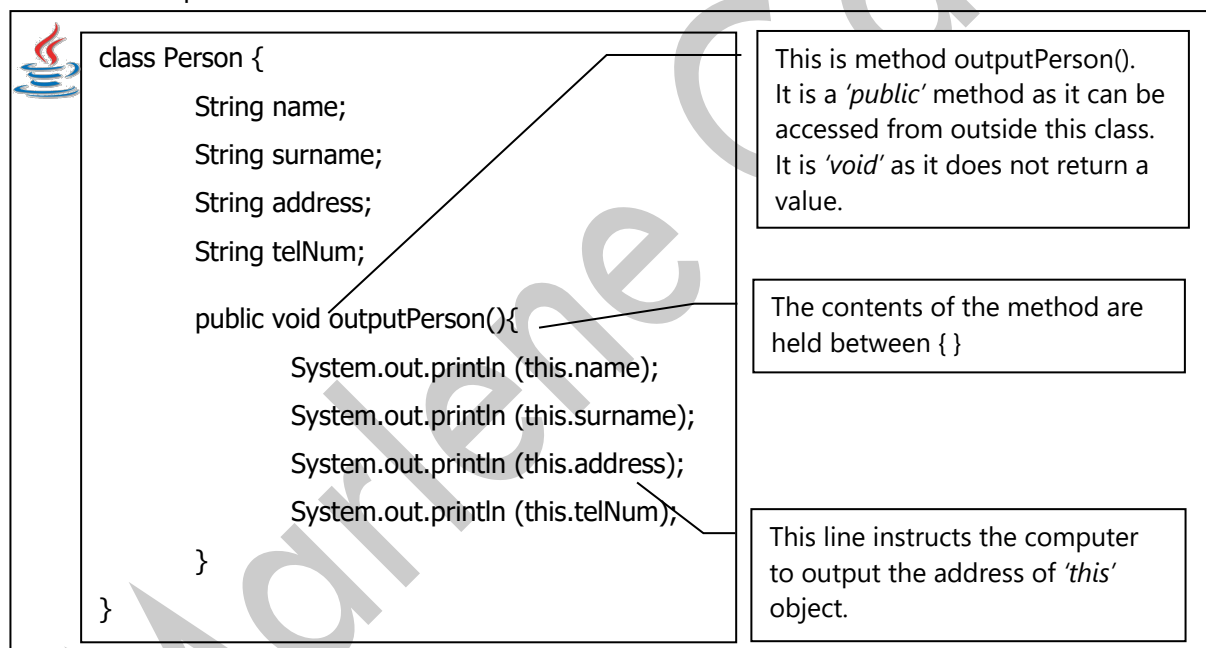 class Person {
String name;
String surname;
String address;
String telNum;
public void outputPerson(){
System.out.println (this.name);
System.out.println (this.surname);
System.out.println (this.address);
System.out.println (this.telNum);
}
}
This is method outputPerson().
It is a ‘public’ method as it can be
accessed from outside this class.
It is ‘void’ as it does not return a
value.
The contents of the method are
held between { }
This line instructs the computer
to output the address of ‘this’
object.
Marlene